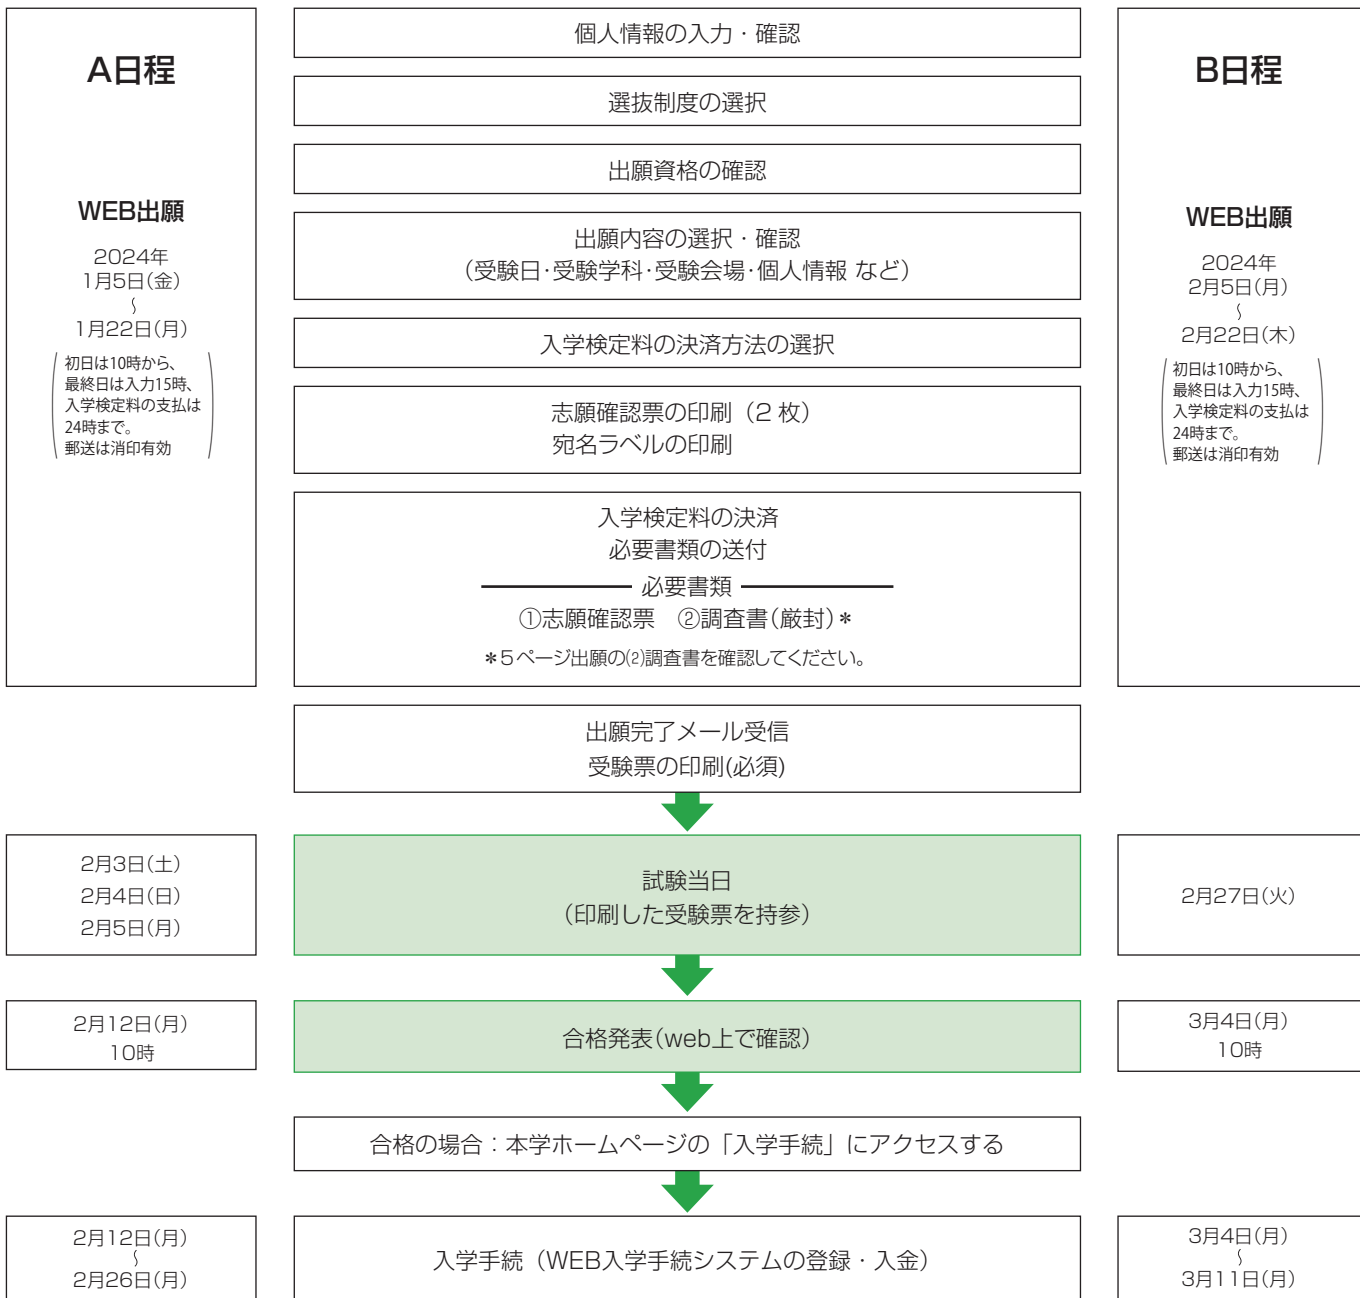 A日程
WEB出願
2024年
1月5日(金)
〜
1月22日(月)
初日は10時から、
最終日は入力15時、
入学検定料の支払は
24時まで。
郵送は消印有効
個人情報の入力・確認
選抜制度の選択
出願資格の確認
出願内容の選択・確認
(受験日・受験学科・受験会場・個人情報 など)
入学検定料の決済方法の選択
志願確認票の印刷（2 枚）
宛名ラベルの印刷
入学検定料の決済
必要書類の送付
必要書類
①志願確認票　②調査書(厳封)＊
＊5ページ出願の⑵調査書を確認してください。
B日程
WEB出願
2024年
2月5日(月)
〜
2月22日(木)
初日は10時から、
最終日は入力15時、
入学検定料の支払は
24時まで。
郵送は消印有効
出願完了メール受信
受験票の印刷(必須)
2月3日(土)
2月4日(日)
2月5日(月)
試験当日
(印刷した受験票を持参)
2月27日(火)
2月12日(月)
10時
合格発表(web上で確認)
3月4日(月)
10時
合格の場合：本学ホームページの「入学手続」にアクセスする
2月12日(月)
〜
2月26日(月)
入学手続（WEB入学手続システムの登録・入金）
3月4日(月)
〜
3月11日(月)